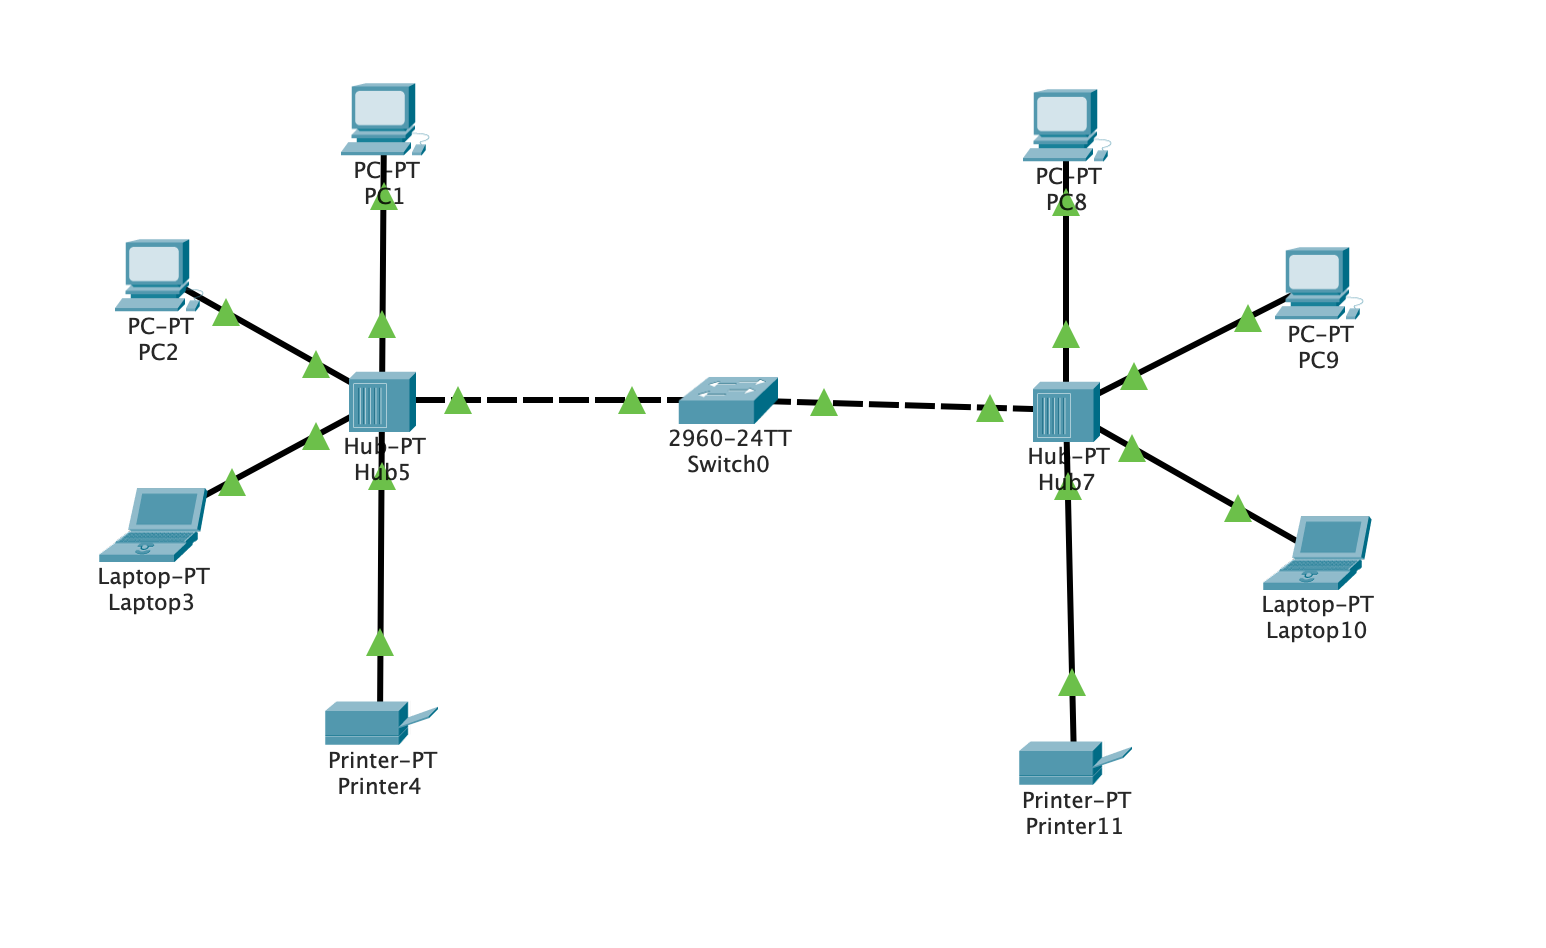 PC-PT
PC1
PC-PT
PC8
PC-PT
PC2
PC-PT
PC9
Hub-PT
Hub5
2960-24TT
Switch0
Hub-PT
Hub7
Laptop-PT
Laptop3
Laptop-PT
Laptop10
Printer-PT
Printer4
Printer-PT
Printer11